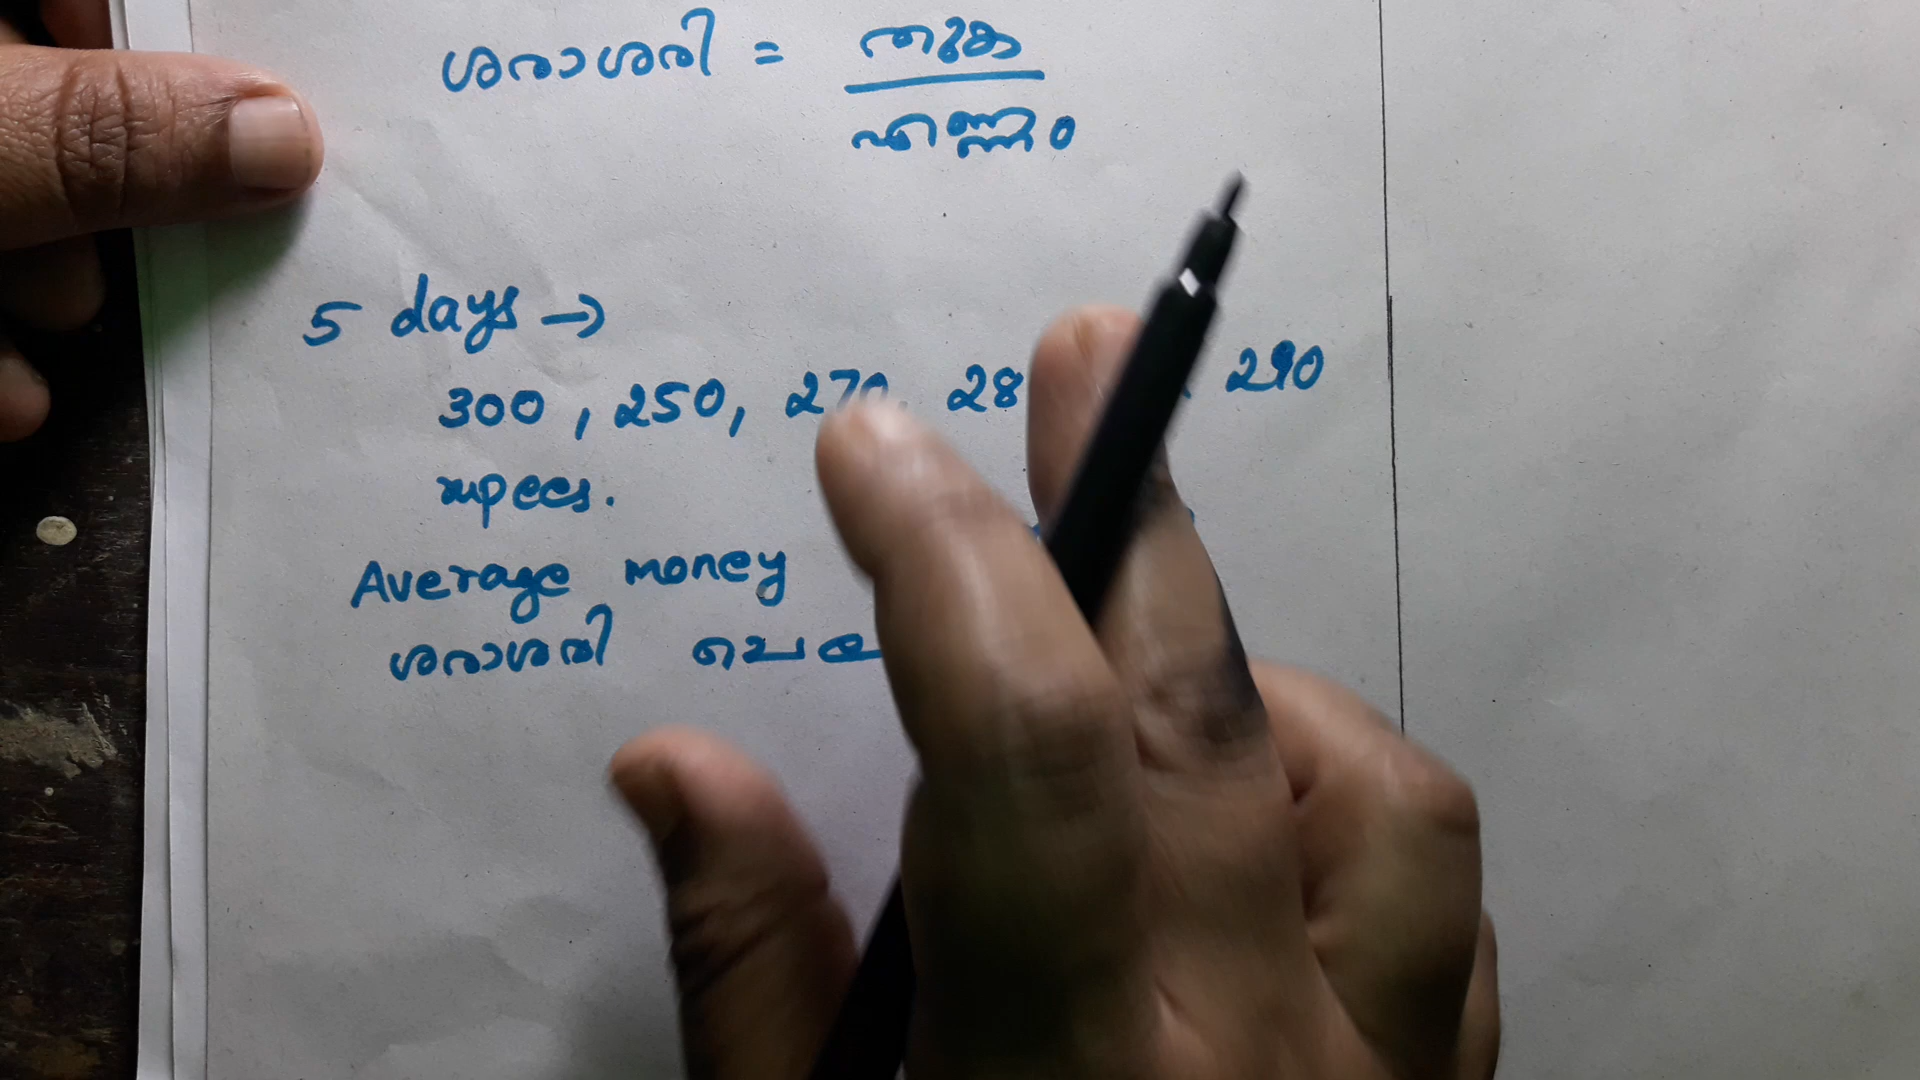 ശരാശരി = തുക
എണ്ണം
5 days →
300 , 250, 270, 28 290
rupees.
Average money
ശരാശരി